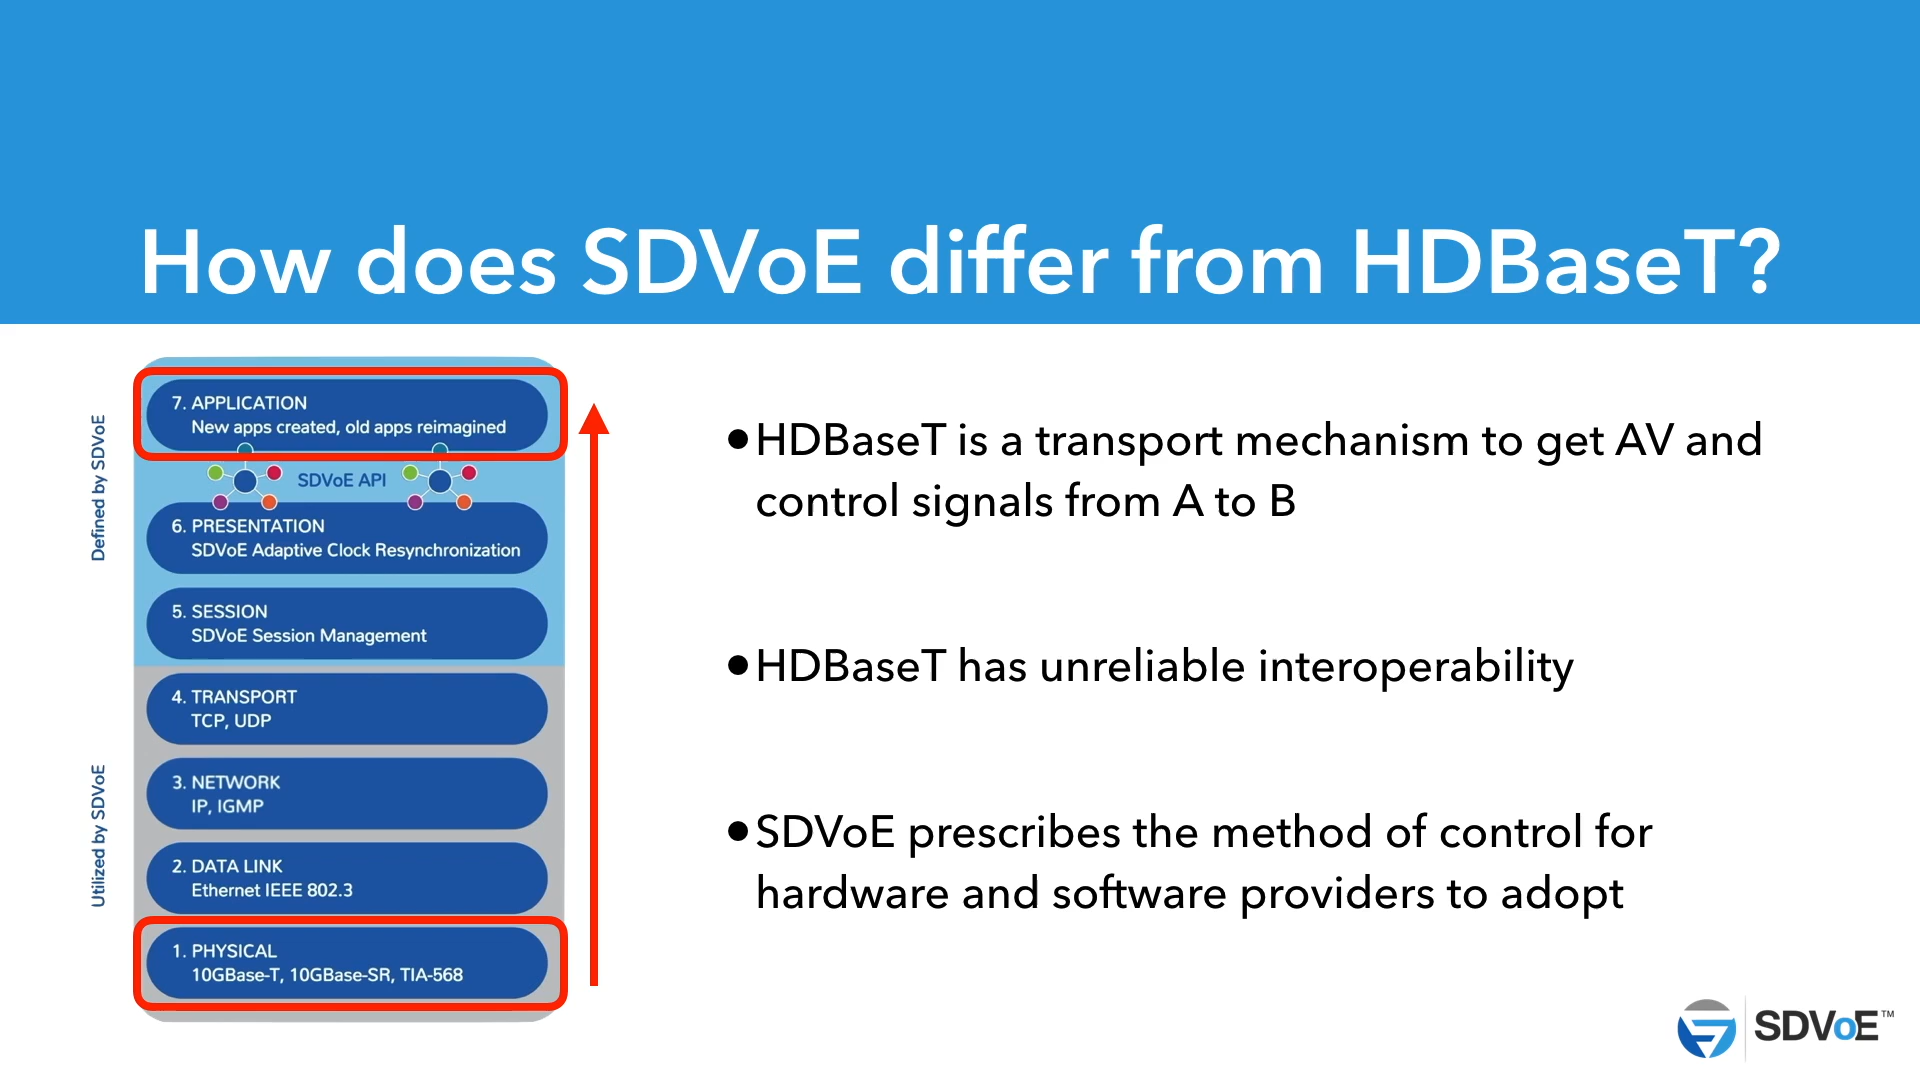 How does SDVoE differ from HDBaseT?
Defined by SDVoE
7. APPLICATION
New apps created, old apps reimagined
SDVoE API
6. PRESENTATION
SDVoE Adaptive Clock Resynchronization
5. SESSION
SDVoE Session Management
Utilized by SDVoE
4. TRANSPORT
TCP, UDP
3. NETWORK
IP, IGMP
2. DATA LINK
Ethernet IEEE 802.3
1. PHYSICAL
10GBase-T, 10GBase-SR, TIA-568
•HDBaseT is a transport mechanism to get AV and
control signals from A to B
•HDBaseT has unreliable interoperability
•SDVoE prescribes the method of control for
hardware and software providers to adopt
SDVoE™